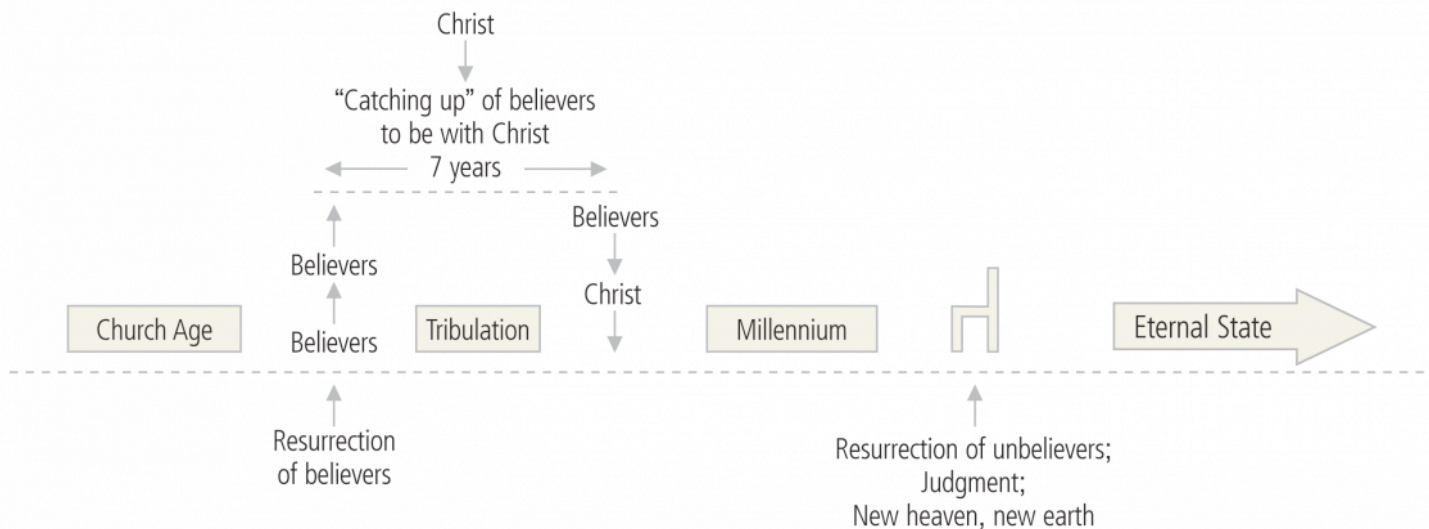 Christ
“Catching up” of believers
to be with Christ
7 years
Believers
Believers
Christ
Church Age
Believers
Tribulation
Millennium
Eternal State
Resurrection
of believers
Resurrection of unbelievers;
Judgment;
New heaven, new earth